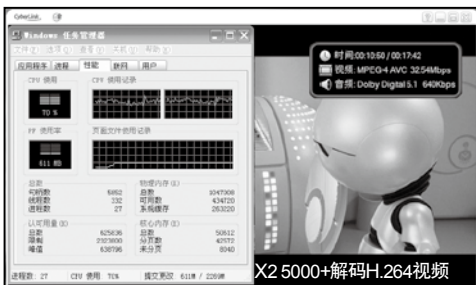 CyberLink
Windows 任务管理器
文件(F) 选项(O) 查看(V) 关机(U) 帮助(H)
应用程序 进程 性能 联网 用户
CPU 使用 CPU 使用记录
70 %
PF 使用率 页面文件使用记录
611 MB
总数 物理内存(K)
句柄数 5852 总数 1047308
线程数 332 可用数 434720
进程数 27 系统缓存 263220
认可用量(K) 核心内存(K)
总数 625836 总数 50612
限制 2323800 分页数 42572
峰值 638796 未分页 8040
进程数: 27 CPU 使用: 70% 提交更改: 611M / 2269M
时间:00:10:50 / 00:17:42
视频: MPEG-4 AVC 32.54Mbps
音频: Dolby Digital 5.1 640Kbps
X2 5000+解码H.264视频